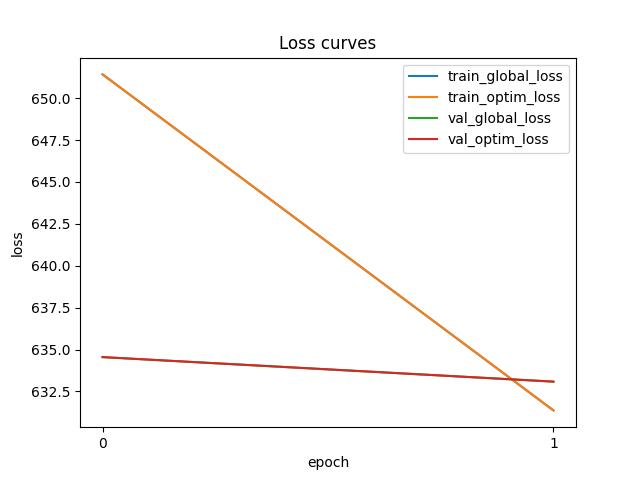 Loss curves
train_global_loss
train_optim_loss
val_global_loss
val_optim_loss
650.0
647.5
645.0
642.5
640.0
637.5
635.0
632.5
loss
0 1
epoch